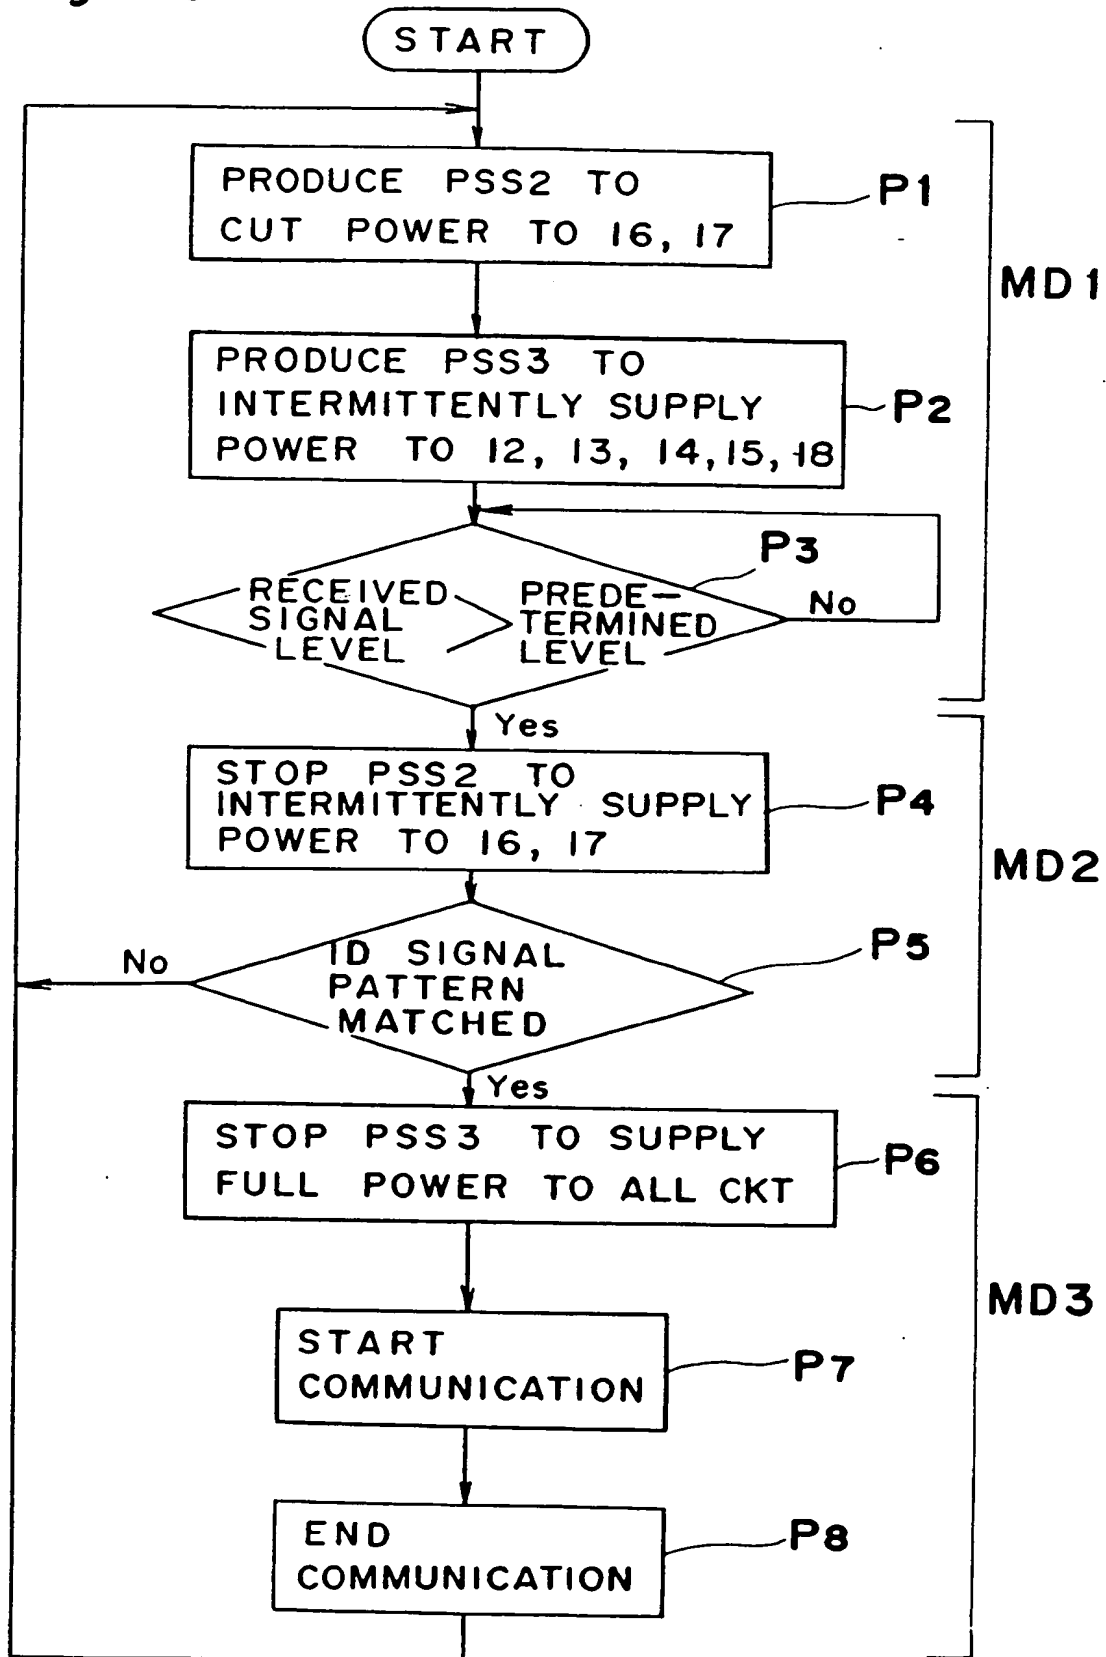 START
PRODUCE PSS2 TO
CUT POWER TO 16, 17
P1
MD1
PRODUCE PSS3 TO
INTERMITTENTLY SUPPLY
POWER TO 12, 13, 14, 15, 18
P2
P3
RECEIVED
SIGNAL
LEVEL
>
PREDE-
TERMINED
LEVEL
No
Yes
STOP PSS2 TO
INTERMITTENTLY SUPPLY
POWER TO 16, 17
P4
MD2
ID SIGNAL
PATTERN
MATCHED
P5
No
Yes
STOP PSS3 TO SUPPLY
FULL POWER TO ALL CKT
P6
MD3
START
COMMUNICATION
P7
END
COMMUNICATION
P8